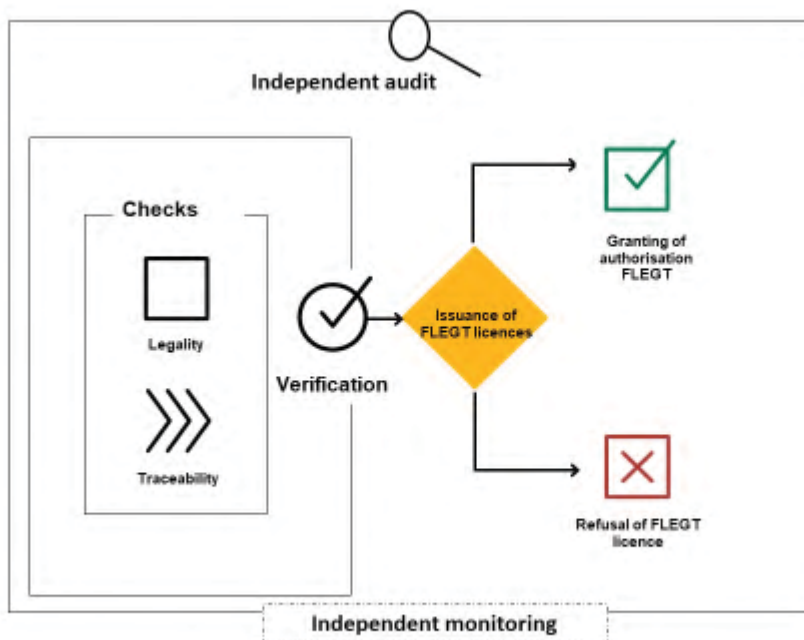 Independent audit
Checks
Legality
Traceability
Verification
Issuance of
FLEGT licences
Granting of
authorisation
FLEGT
Refusal of FLEGT
licence
Independent monitoring